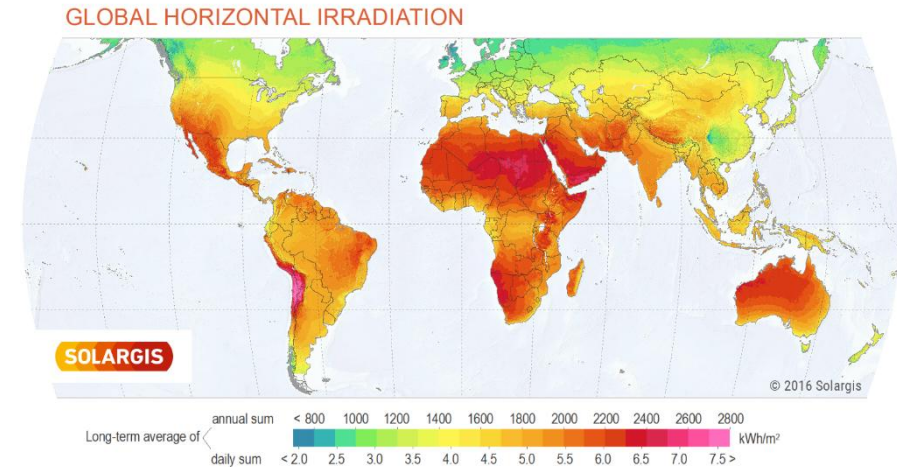 GLOBAL HORIZONTAL IRRADIATION
SOLARGIS
© 2016 Solargis
annual sum < 800 1000 1200 1400 1600 1800 2000 2200 2400 2600 2800
Long-term average of kWh/m²
daily sum < 2.0 2.5 3.0 3.5 4.0 4.5 5.0 5.5 6.0 6.5 7.0 7.5 >